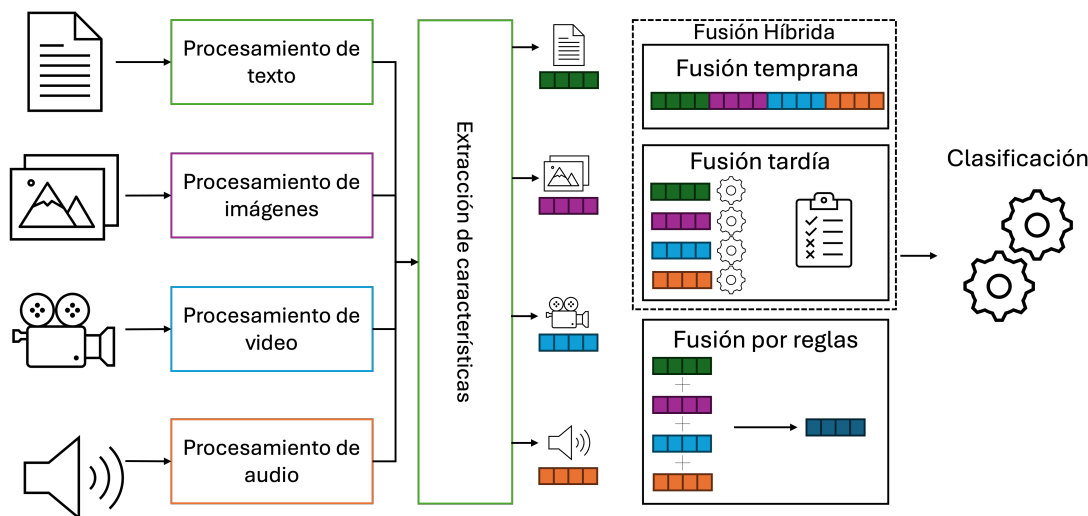 Procesamiento de
texto
Procesamiento de
imágenes
Procesamiento de
video
Procesamiento de
audio
Extracción de características
Fusión Híbrida
Fusión temprana
Fusión tardía
Fusión por reglas
Clasificación